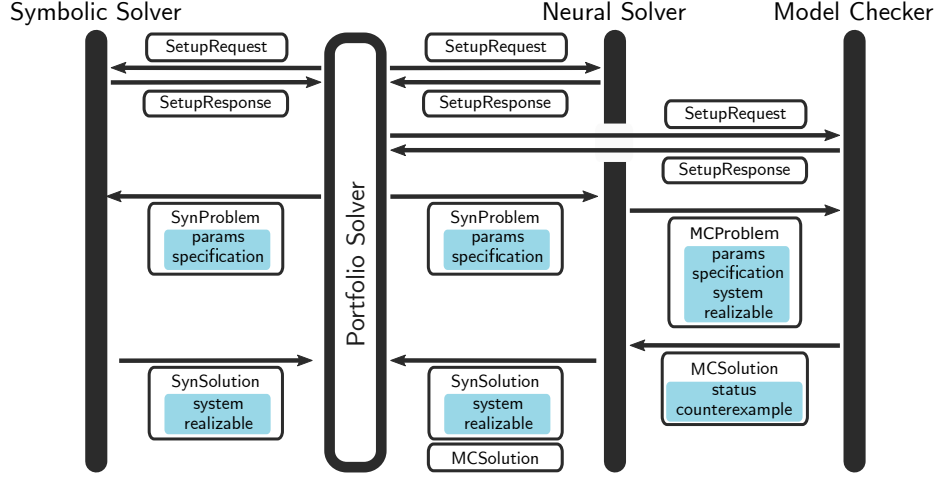 Symbolic Solver
Neural Solver
Model Checker
SetupRequest
SetupRequest
SetupResponse
SetupResponse
SetupRequest
SetupResponse
Portfolio Solver
SynProblem
params
specification
SynProblem
params
specification
MCProblem
params
specification
system
realizable
SynSolution
system
realizable
SynSolution
system
realizable
MCSolution
MCSolution
status
counterexample